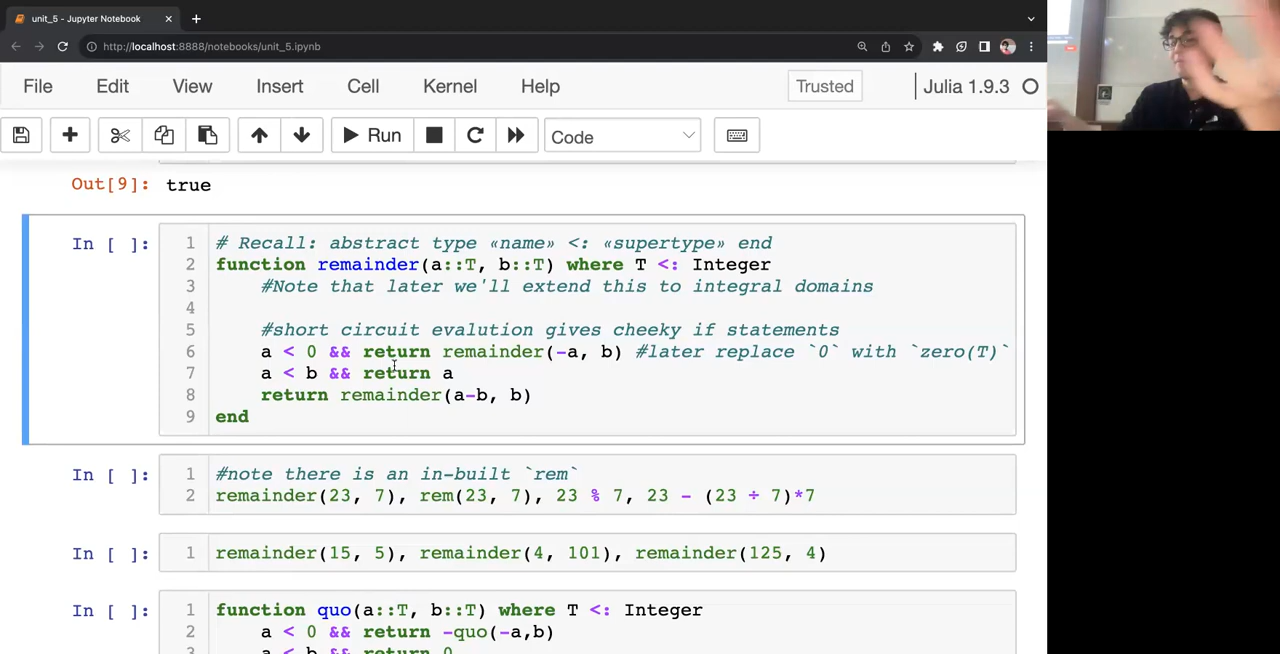 unit_5 - Jupyter Notebook
http://localhost:8888/notebooks/unit_5.ipynb
File Edit View Insert Cell Kernel Help Trusted Julia 1.9.3
Run Code
Out[9]: true
In [ ]: 1 # Recall: abstract type «name» <: «supertype» end
2 function remainder(a::T, b::T) where T <: Integer
3 #Note that later we'll extend this to integral domains
4
5 #short circuit evalution gives cheeky if statements
6 a < 0 && return remainder(-a, b) #later replace `0` with `zero(T)`
7 a < b && return a
8 return remainder(a-b, b)
9 end
In [ ]: 1 #note there is an in-built `rem`
2 remainder(23, 7), rem(23, 7), 23 % 7, 23 - (23 ÷ 7)*7
In [ ]: 1 remainder(15, 5), remainder(4, 101), remainder(125, 4)
In [ ]: 1 function quo(a::T, b::T) where T <: Integer
2 a < 0 && return -quo(-a,b)
3 a < b && return 0